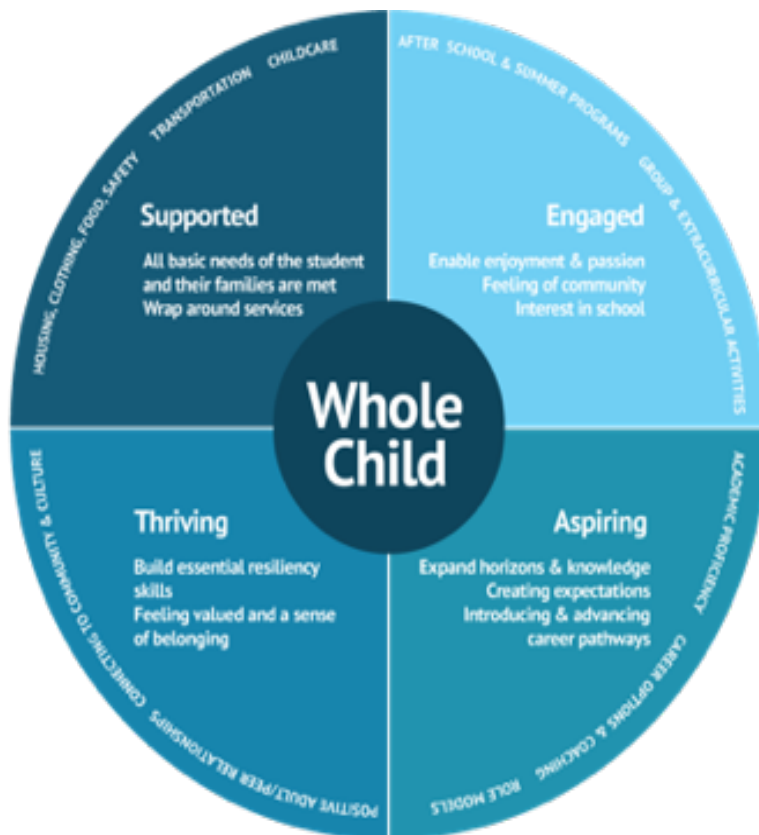 HOUSING, CLOTHING, FOOD, SAFETY TRANSPORTATION CHILDCARE
Supported
All basic needs of the student
and their families are met
Wrap around services
AFTER SCHOOL & SUMMER PROGRAMS GROUP & EXTRACURRICULAR ACTIVITIES
Engaged
Enable enjoyment & passion
Feeling of community
Interest in school
Whole
Child
Thriving
Build essential resiliency
skills
Feeling valued and a sense
of belonging
POSITIVE ADULT/PEER RELATIONSHIPS CONNECTING TO COMMUNITY & CULTURE
Aspiring
Expand horizons & knowledge
Creating expectations
Introducing & advancing
career pathways
ACADEMIC PROFICIENCY CAREER OPTIONS & COACHING ROLE MODELS